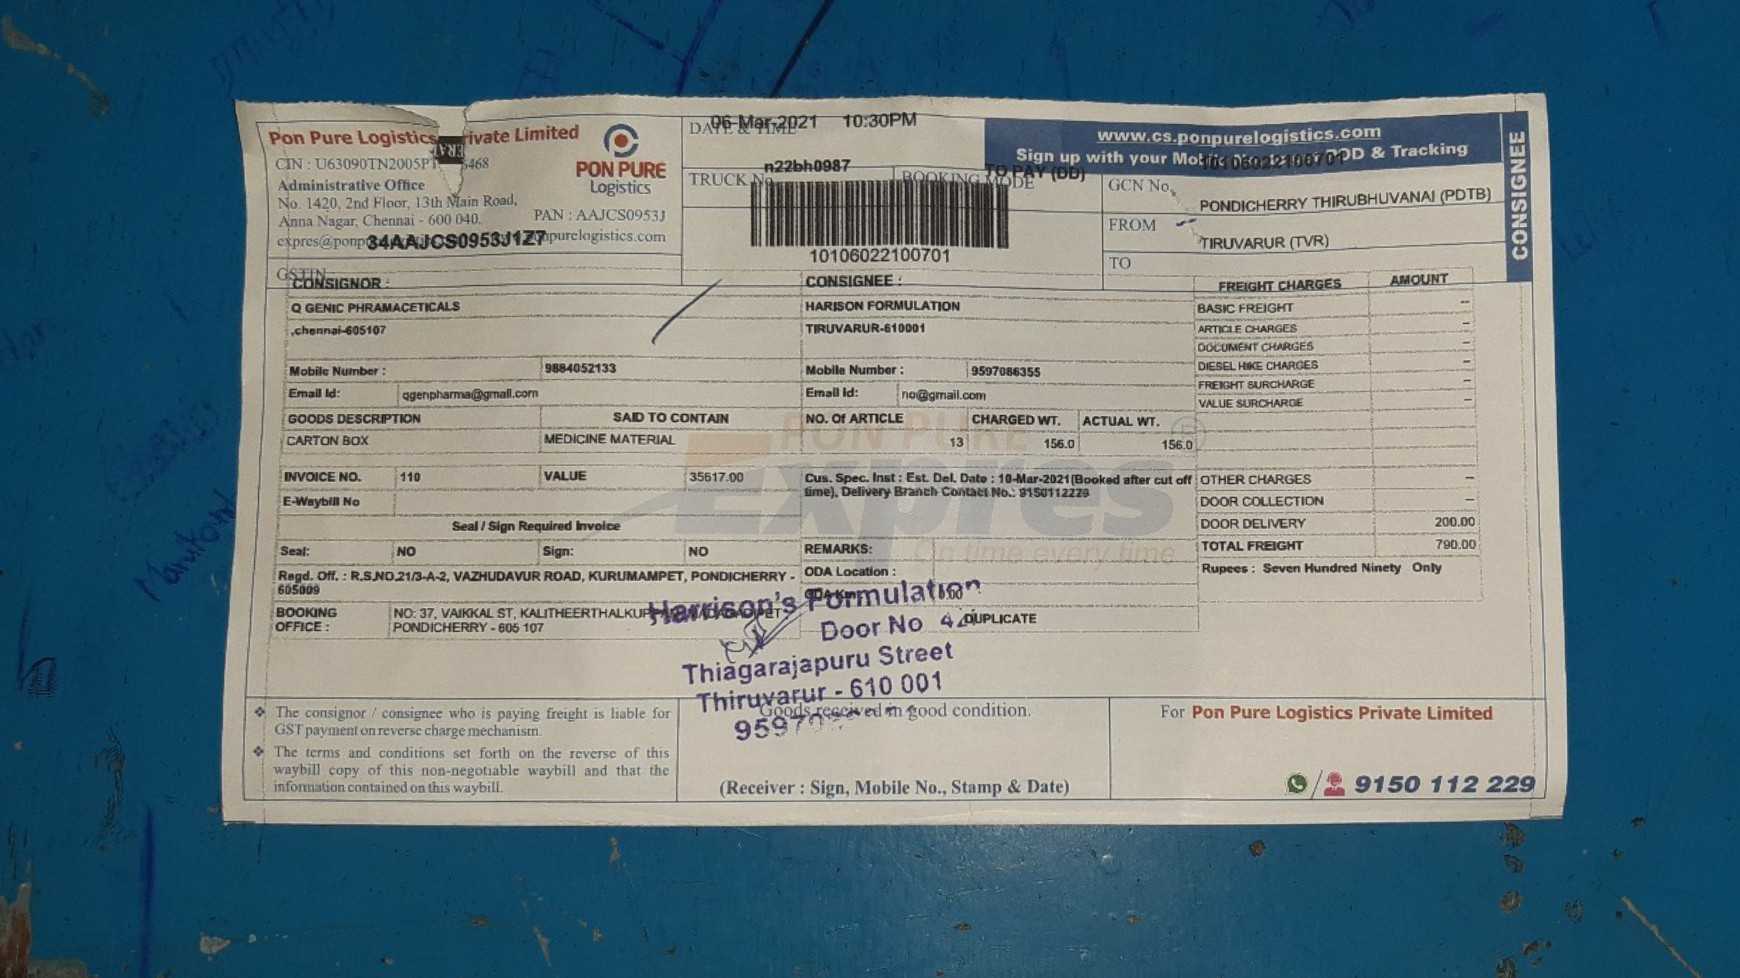 Pon Pure Logistics Private Limited
CIN : U63090TN2005PT 5468
PON PURE
Logistics
Administrative Office
No. 1420, 2nd Floor, 13th Main Road,
Anna Nagar, Chennai - 600 040.
PAN : AAJCS0953J
34AAJCS0953J1Z7
GSTIN
DATE & TIME
06-Mar-2021 10:30PM
TRUCK No.
n22bh0987
BOOKING MODE
TO PAY (DD)
10106022100701
www.cs.ponpurelogistics.com
Sign up with your Mobile POD & Tracking
GCN No.
10106022100701
FROM
PONDICHERRY THIRUBHUVANAI (PDTB)
TO
TIRUVARUR (TVR)
CONSIGNEE
CONSIGNOR :
Q GENIC PHRAMACETICALS
,chennai-605107
Mobile Number : 9884052133
Email Id: qgenpharma@gmail.com
CONSIGNEE :
HARISON FORMULATION
TIRUVARUR-610001
Mobile Number : 9597086355
Email Id: no@gmail.com
FREIGHT CHARGES AMOUNT
BASIC FREIGHT --
ARTICLE CHARGES --
DOCUMENT CHARGES --
DIESEL HIKE CHARGES --
FREIGHT SURCHARGE --
VALUE SURCHARGE --
GOODS DESCRIPTION SAID TO CONTAIN NO. Of ARTICLE CHARGED WT. ACTUAL WT.
CARTON BOX MEDICINE MATERIAL 13 156.0 156.0
PON PURE
Expres
On time every time
INVOICE NO. 110 VALUE 35617.00
E-Waybill No
Cus. Spec. Inst : Est. Del. Date : 10-Mar-2021(Booked after cut off
time), Delivery Branch Contact No.: 9150112229
OTHER CHARGES --
DOOR COLLECTION --
DOOR DELIVERY 200.00
TOTAL FREIGHT 790.00
Rupees : Seven Hundred Ninety Only
Seal / Sign Required Invoice
Seal: NO Sign: NO
REMARKS:
ODA Location :
Regd. Off. : R.S.NO.21/3-A-2, VAZHUDAVUR ROAD, KURUMAMPET, PONDICHERRY -
605009
BOOKING
OFFICE :
NO: 37, VAIKKAL ST, KALITHEERTHALKUPPAM, MADAGADIPET,
PONDICHERRY - 605 107
DUPLICATE
Harrison's Formulation
Door No
Thiagarajapuru Street
Thiruvarur - 610 001
The consignor / consignee who is paying freight is liable for
GST payment on reverse charge mechanism.
The terms and conditions set forth on the reverse of this
waybill copy of this non-negotiable waybill and that the
information contained on this waybill.
Goods received in good condition.
(Receiver : Sign, Mobile No., Stamp & Date)
For Pon Pure Logistics Private Limited
9150 112 229